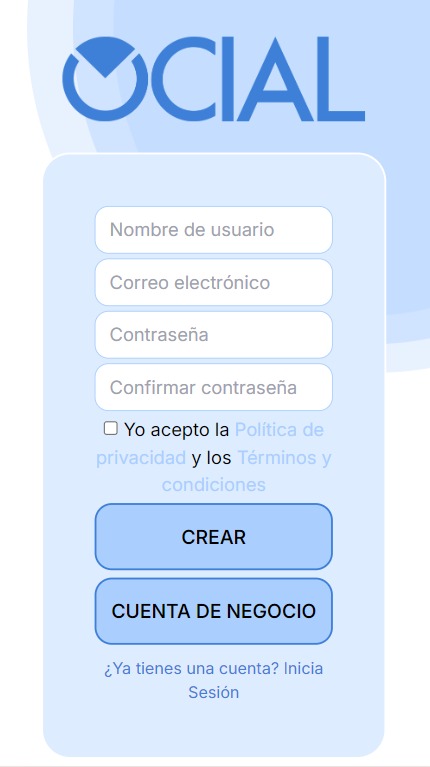 OCIAL
Nombre de usuario
Correo electrónico
Contraseña
Confirmar contraseña
Yo acepto la Política de
privacidad y los Términos y
condiciones
CREAR
CUENTA DE NEGOCIO
¿Ya tienes una cuenta? Inicia
Sesión